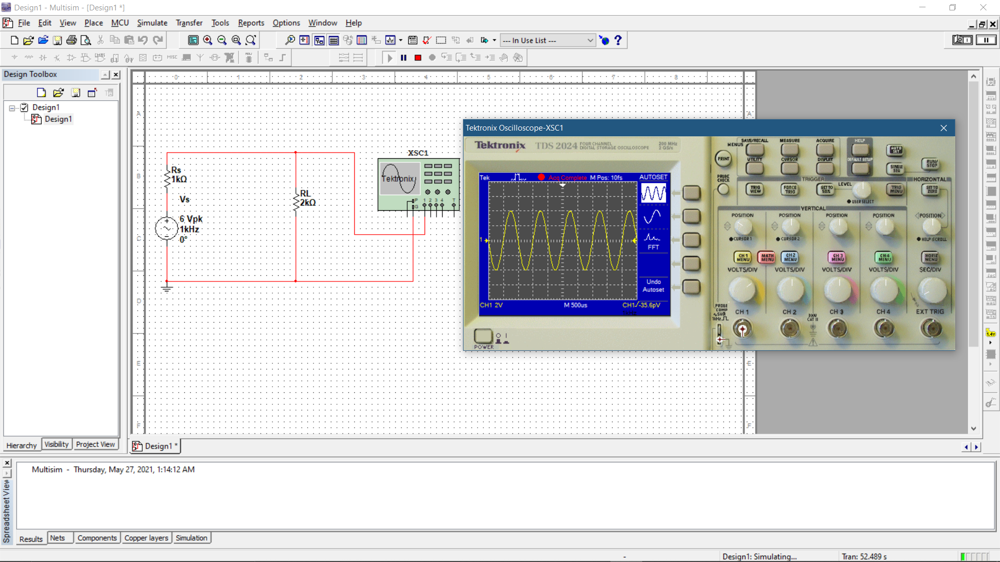 Design1 - Multisim - [Design1 *]
File Edit View Place MCU Simulate Transfer Tools Reports Options Window Help
--- In Use List ---
MISC
Design Toolbox
Design1
Design1
Hierarchy Visibility Project View
0 1 2 3 4 5 6 7 8
A
B
C
D
E
F
A
E
F
Rs
1kΩ
Vs
6 Vpk
1kHz
0°
RL
2kΩ
XSC1
Tektronix
P 1 2 3 4 T
G
Tektronix Oscilloscope-XSC1
Tektronix TDS 2024 FOUR CHANNEL
DIGITAL STORAGE OSCILLOSCOPE
200 MHz
2 GS/s
Tek Acq Complete M Pos: 10fs AUTOSET
1
FFT
Undo
Autoset
CH1 2V M 500us CH1 -35.6pV
1kHz
POWER
MENUS SAVE/RECALL MEASURE ACQUIRE HELP
AUTO SET
PRINT UTILITY CURSOR DISPLAY DEFAULT SETUP
SINGLE SEQ
RUN/STOP
PROBE CHECK
TRIGGER
HORIZONTAL
TRIG VIEW FORCE TRIG SET TO 50% LEVEL TRIG MENU SET TO ZERO
USER SELECT
VERTICAL
POSITION POSITION POSITION POSITION POSITION
CURSOR 1 CURSOR 2 HELP SCROLL
CH 1 MENU MATH MENU CH 2 MENU CH 3 MENU CH 4 MENU HORIZ MENU
VOLTS/DIV VOLTS/DIV VOLTS/DIV VOLTS/DIV SEC/DIV
PROBE COMP
~5V
1kHz
CH 1 CH 2 CH 3 CH 4 EXT TRIG
300V
CAT II
1.4v
Design1 *
Multisim - Thursday, May 27, 2021, 1:14:12 AM
Spreadsheet View
Results Nets Components Copper layers Simulation
- Design1: Simulating... Tran: 52.489 s